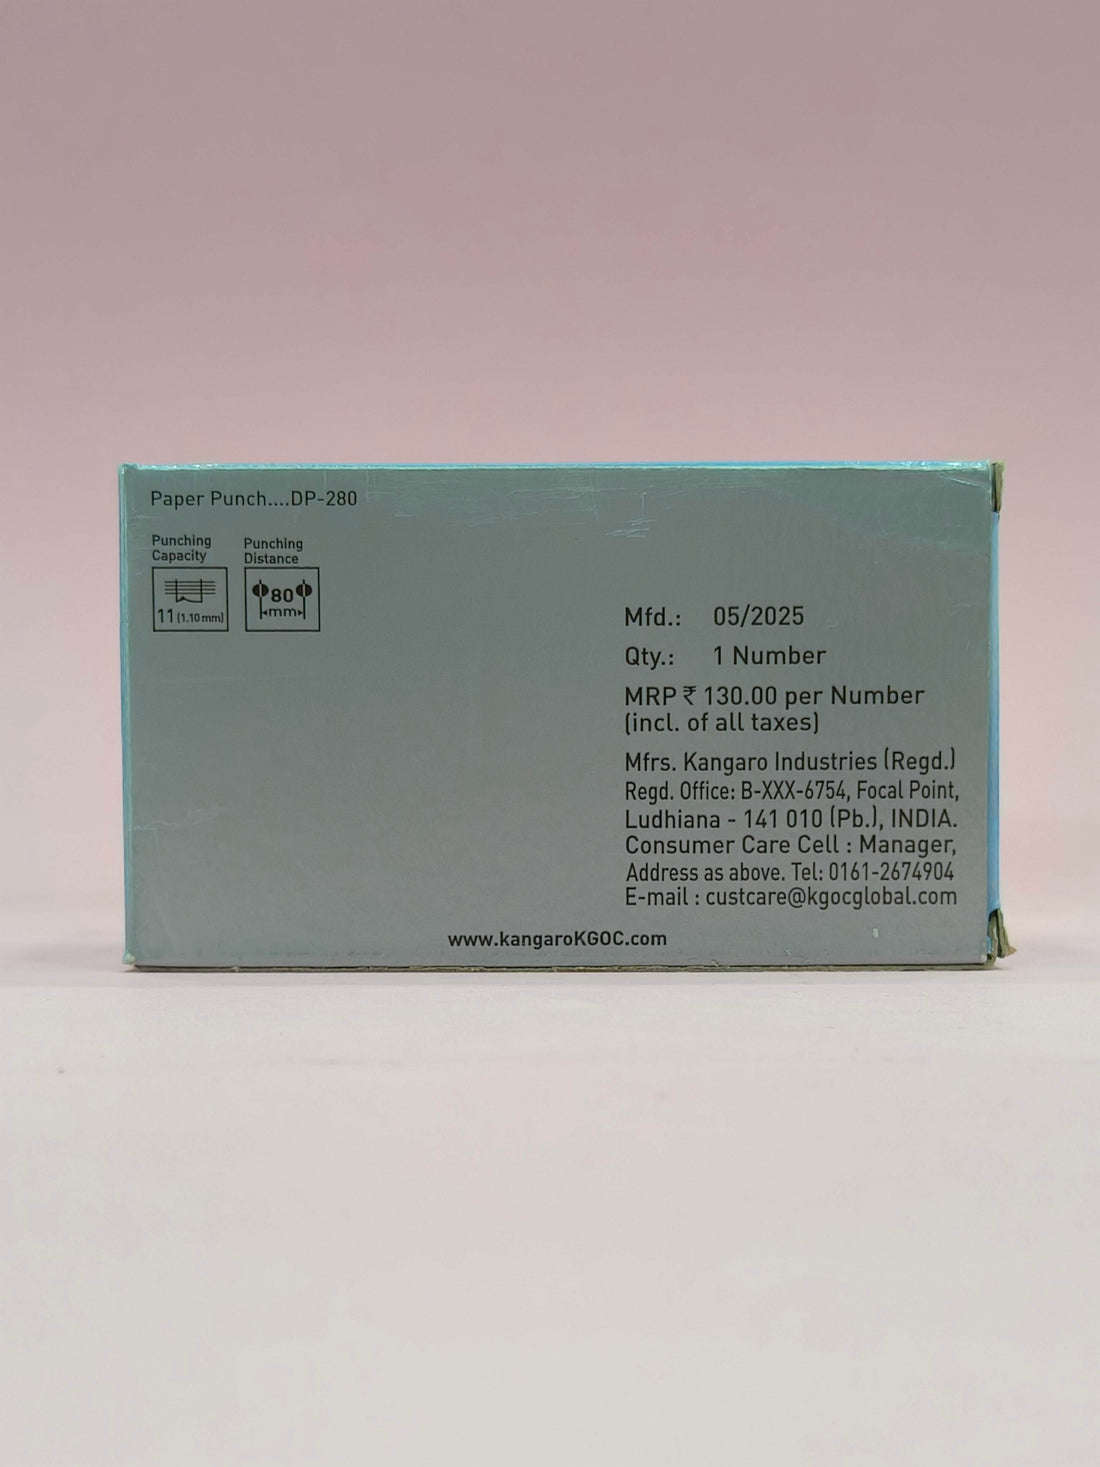 Paper Punch....DP-280
Punching
Capacity
11 (1.10 mm)
Punching
Distance
80
mm
Mfd.: 05/2025
Qty.: 1 Number
MRP ₹ 130.00 per Number
(incl. of all taxes)
Mfrs. Kangaro Industries (Regd.)
Regd. Office: B-XXX-6754, Focal Point,
Ludhiana - 141 010 (Pb.), INDIA.
Consumer Care Cell : Manager,
Address as above. Tel: 0161-2674904
E-mail : custcare@kgocglobal.com
www.kangaroKGOC.com